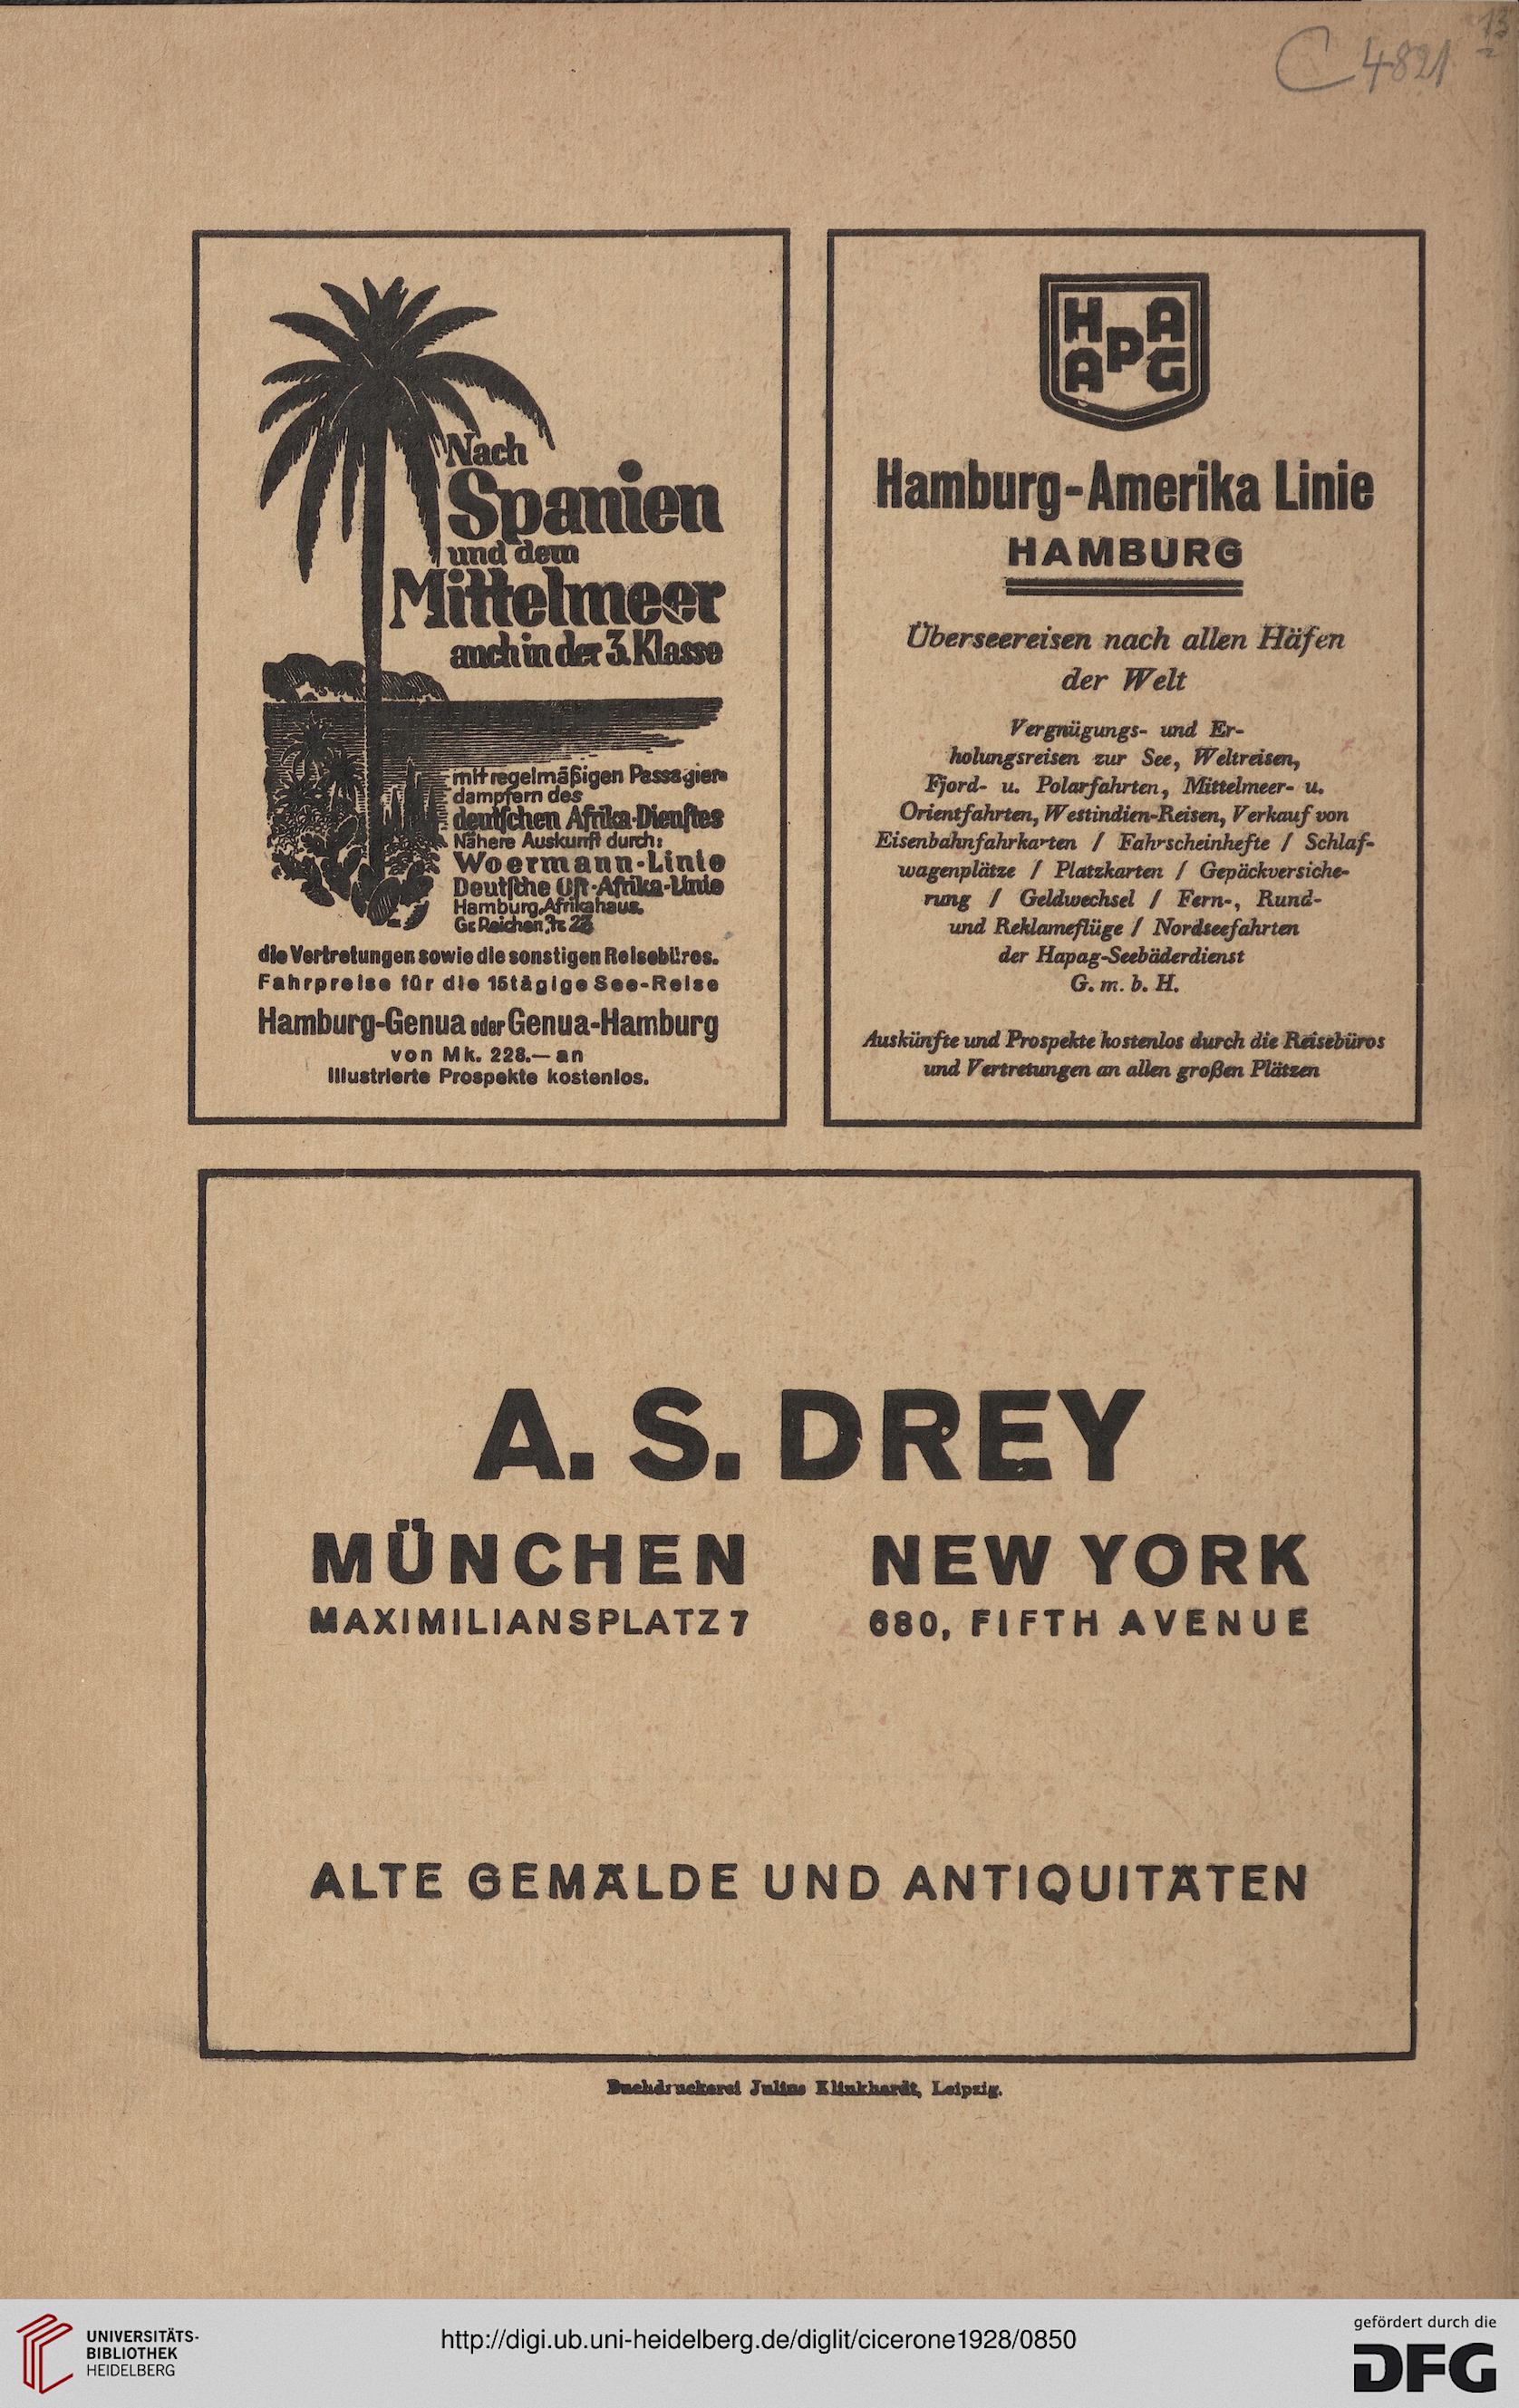 C 4821
13
2
Nach
Spanien
und dem
Mittelmeer
auch in der 3. Klasse
mit regelmäßigen Passagier-
dampfern des
deutschen Afrika-Dienstes
Nähere Auskunft durch:
Woermann-Linie
Deutsche Ost-Afrika-Linie
Hamburg, Afrikahaus.
Gr. Reichenstr.
die Vertretungen sowie die sonstigen Reisebüros.
Fahrpreise für die 15tägige See-Reise
Hamburg-Genua oder Genua-Hamburg
von Mk. 228.— an
Illustrierte Prospekte kostenlos.
HAPAG
Hamburg-Amerika Linie
HAMBURG
Überseereisen nach allen Häfen
der Welt
Vergnügungs- und Er-
holungsreisen zur See, Weltreisen,
Fjord- u. Polarfahrten, Mittelmeer- u.
Orientfahrten, Westindien-Reisen, Verkauf von
Eisenbahnfahrkarten / Fahrscheinhefte / Schlaf-
wagenplätze / Platzkarten / Gepäckversiche-
rung / Geldwechsel / Fern-, Rund-
und Reklameflüge / Nordseefahrten
der Hapag-Seebäderdienst
G. m. b. H.
Auskünfte und Prospekte kostenlos durch die Reisebüros
und Vertretungen an allen großen Plätzen
A. S. DREY
MÜNCHEN NEW YORK
MAXIMILIANSPLATZ 7 680, FIFTH AVENUE
ALTE GEMÄLDE UND ANTIQUITÄTEN
Buchdruckerei Julius Klinkhardt, Leipzig.
UNIVERSITÄTS-
BIBLIOTHEK
HEIDELBERG
http://digi.ub.uni-heidelberg.de/diglit/cicerone1928/0850
gefördert durch die
DFG